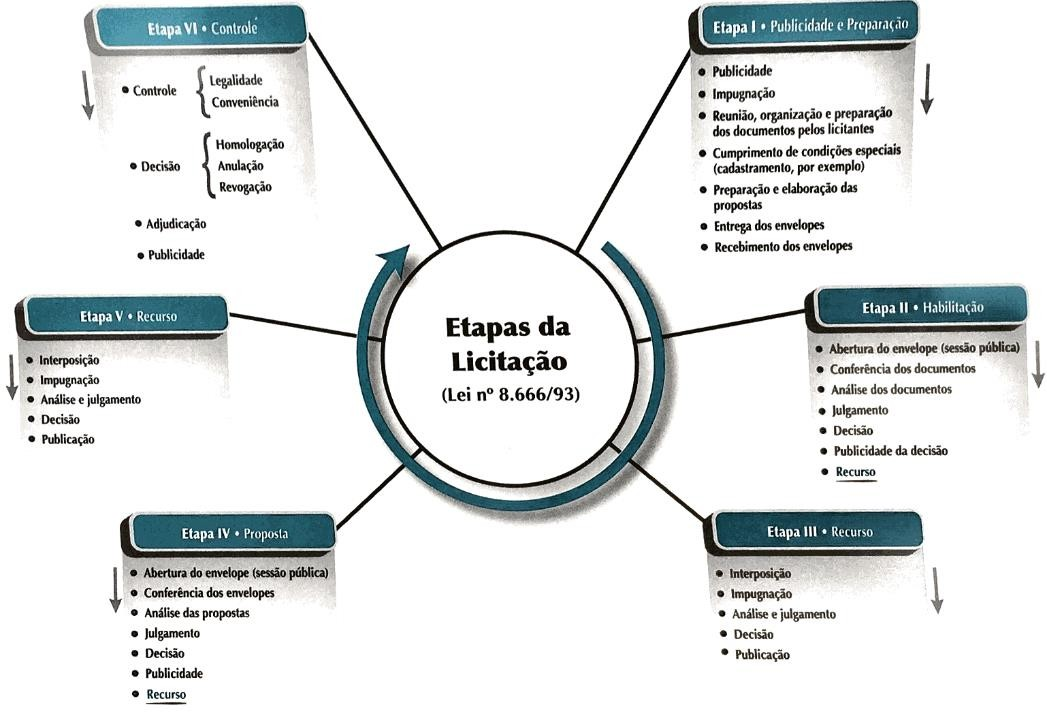 Etapa I • Publicidade e Preparação
• Publicidade
• Impugnação
• Reunião, organização e preparação
dos documentos pelos licitantes
• Cumprimento de condições especiais
(cadastramento, por exemplo)
• Preparação e elaboração das
propostas
• Entrega dos envelopes
• Recebimento dos envelopes
Etapa II • Habilitação
• Abertura do envelope (sessão pública)
• Conferência dos documentos
• Análise dos documentos
• Julgamento
• Decisão
• Publicidade da decisão
• Recurso
Etapa III • Recurso
• Interposição
• Impugnação
• Análise e julgamento
• Decisão
• Publicação
Etapa IV • Proposta
• Abertura do envelope (sessão pública)
• Conferência dos envelopes
• Análise das propostas
• Julgamento
• Decisão
• Publicidade
• Recurso
Etapa V • Recurso
• Interposição
• Impugnação
• Análise e julgamento
• Decisão
• Publicação
Etapa VI • Controle
• Controle
Legalidade
Conveniência
• Decisão
Homologação
Anulação
Revogação
• Adjudicação
• Publicidade
Etapas da
Licitação
(Lei nº 8.666/93)